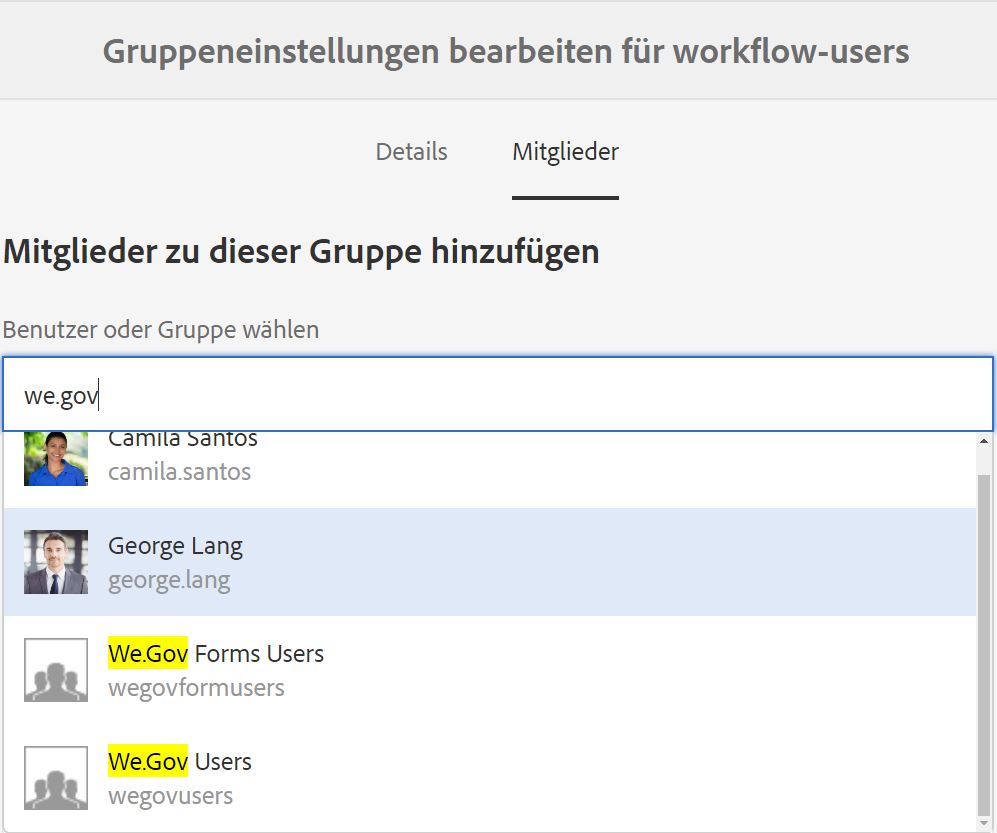 Gruppeneinstellungen bearbeiten für workflow-users
Details Mitglieder
Mitglieder zu dieser Gruppe hinzufügen
Benutzer oder Gruppe wählen
we.gov
Camila Santos
camila.santos
George Lang
george.lang
We.Gov Forms Users
wegovformusers
We.Gov Users
wegovusers